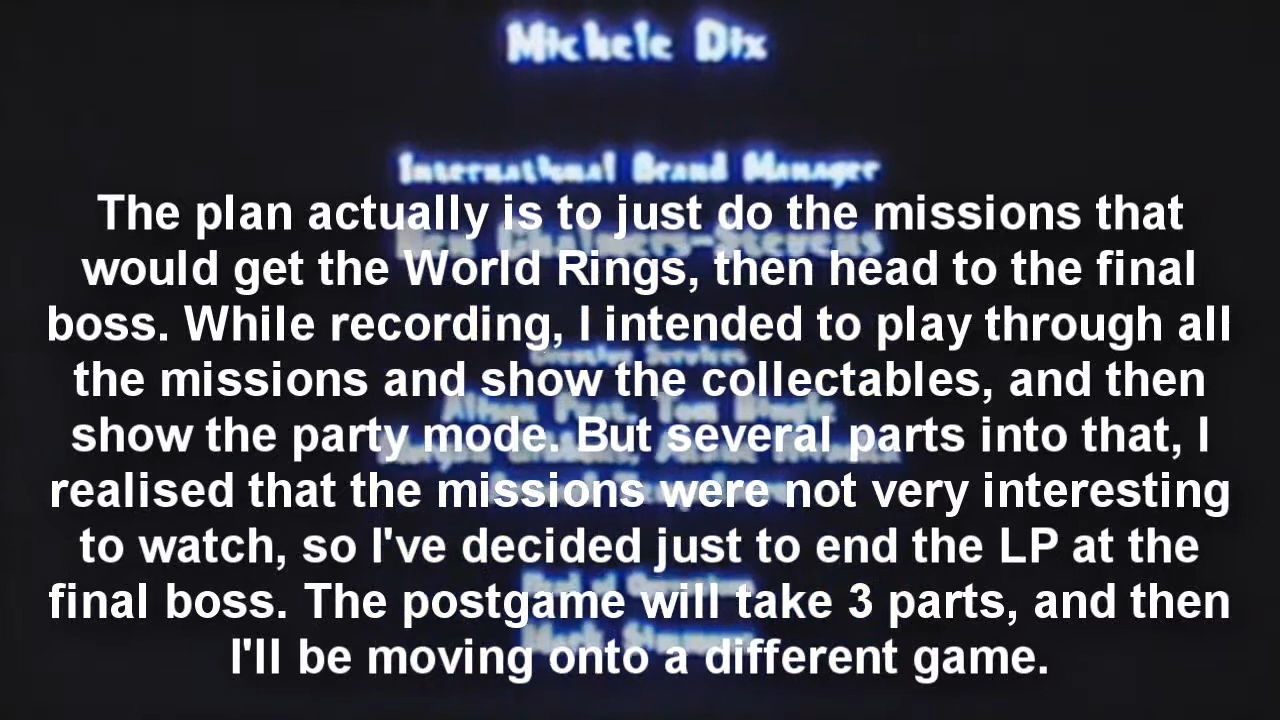 Michele Dix
International Brand Manager
The plan actually is to just do the missions that
would get the World Rings, then head to the final
boss. While recording, I intended to play through all
the missions and show the collectables, and then
show the party mode. But several parts into that, I
realised that the missions were not very interesting
to watch, so I've decided just to end the LP at the
final boss. The postgame will take 3 parts, and then
I'll be moving onto a different game.